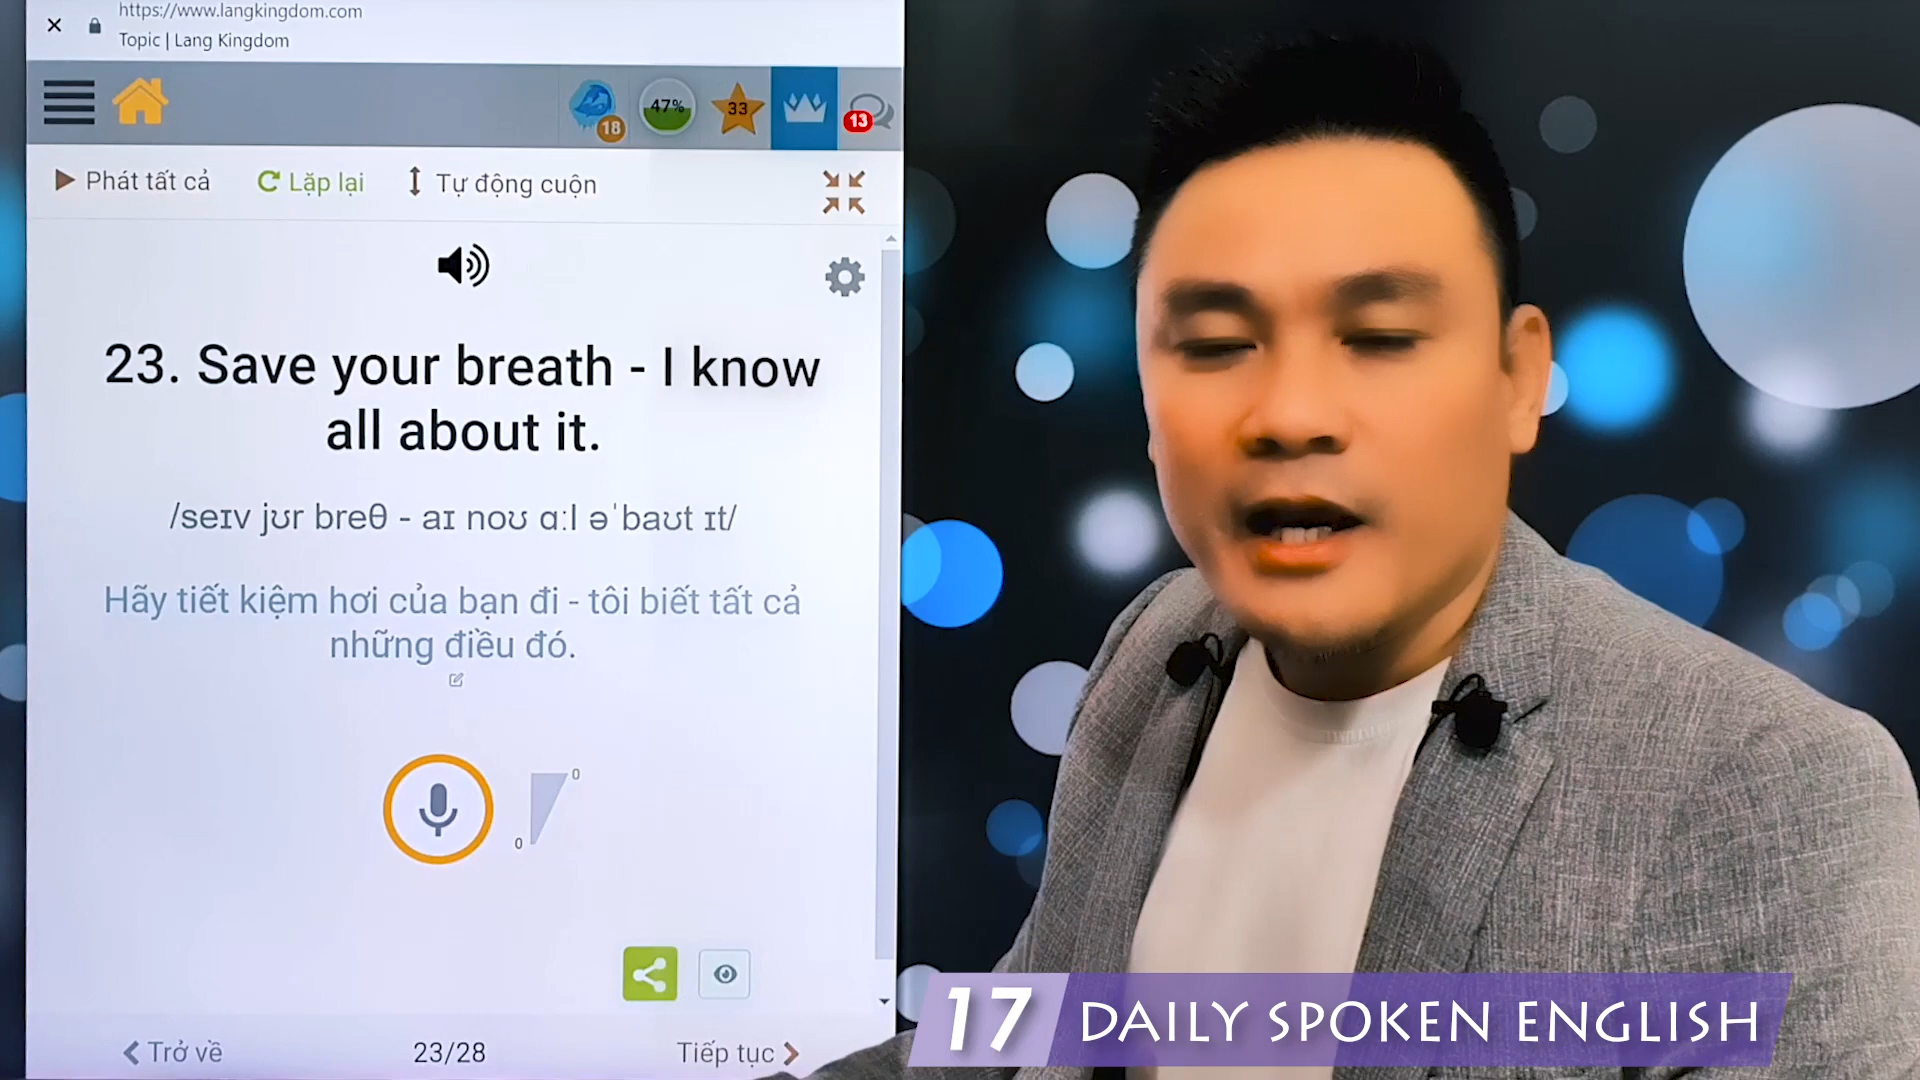 https://www.langkingdom.com
Topic | Lang Kingdom
18
47%
33
13
Phát tất cả
Lặp lại
Tự động cuộn
23. Save your breath - I know
all about it.
/seɪv jʊr breθ - aɪ noʊ ɑːl əˈbaʊt ɪt/
Hãy tiết kiệm hơi của bạn đi - tôi biết tất cả
những điều đó.
0
0
Trở về
23/28
Tiếp tục
17 DAILY SPOKEN ENGLISH